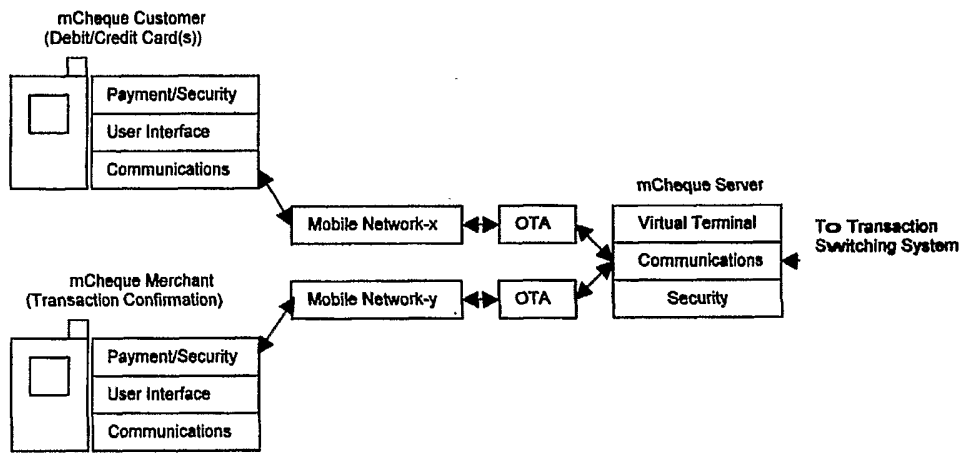 mCheque Customer
(Debit/Credit Card(s))
Payment/Security
User Interface
Communications
Mobile Network-x
OTA
mCheque Server
Virtual Terminal
Communications
Security
To Transaction
Switching System
mCheque Merchant
(Transaction Confirmation)
Mobile Network-y
OTA
Payment/Security
User Interface
Communications